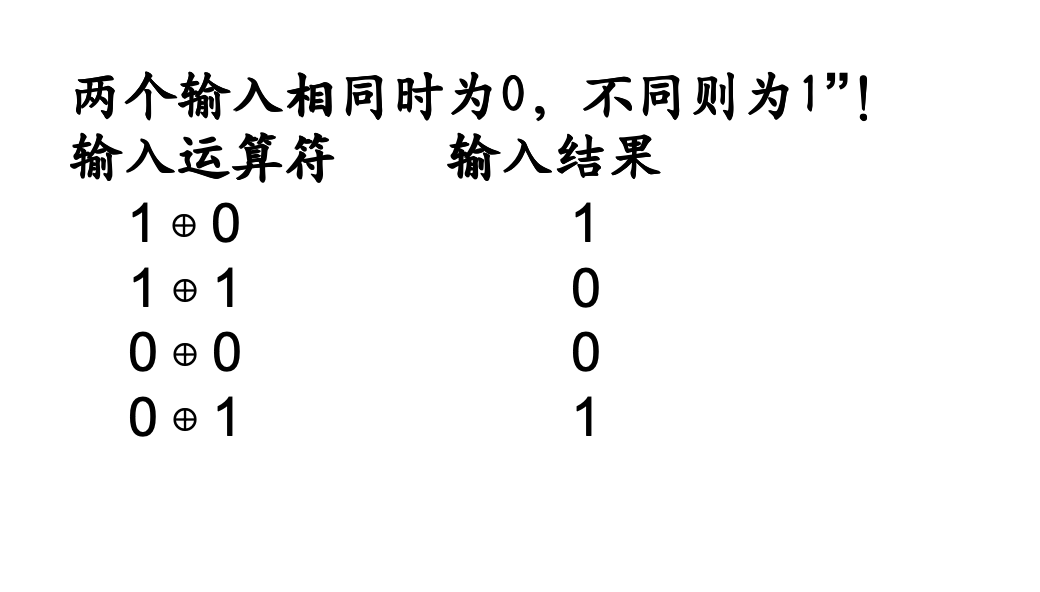 两个输入相同时为0，不同则为1”！
输入运算符 输入结果
1 ⊕ 0 1
1 ⊕ 1 0
0 ⊕ 0 0
0 ⊕ 1 1